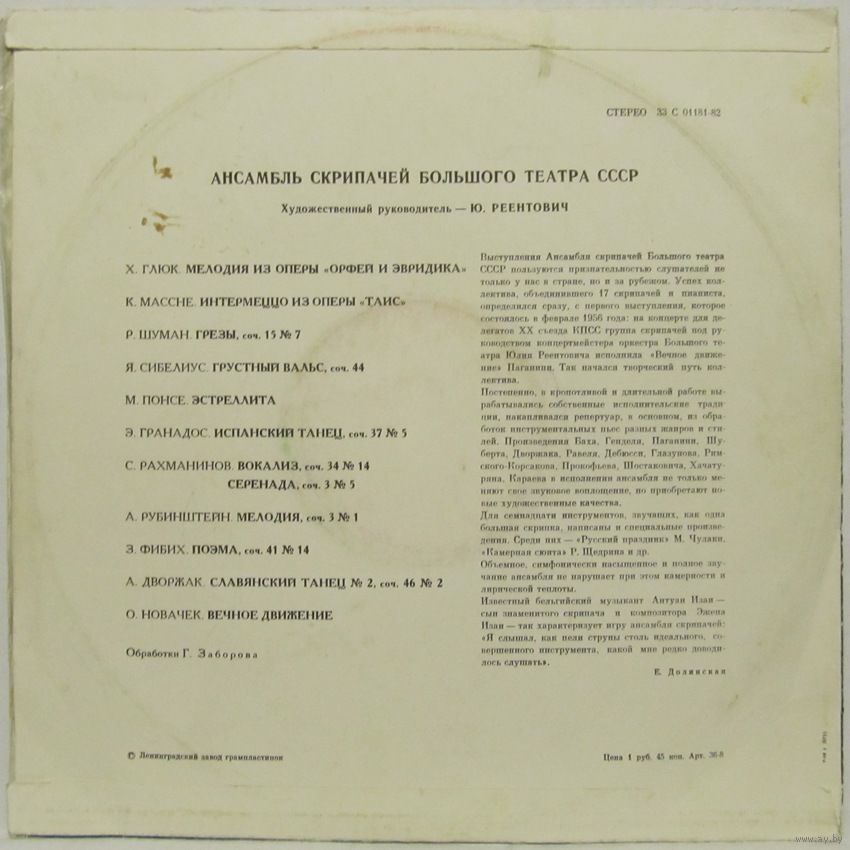 СТЕРЕО 33 С 01181-82
АНСАМБЛЬ СКРИПАЧЕЙ БОЛЬШОГО ТЕАТРА СССР
Художественный руководитель — Ю. РЕЕНТОВИЧ
Х. ГЛЮК. МЕЛОДИЯ ИЗ ОПЕРЫ «ОРФЕЙ И ЭВРИДИКА»
К. МАССНЕ. ИНТЕРМЕЦЦО ИЗ ОПЕРЫ «ТАИС»
Р. ШУМАН. ГРЕЗЫ, соч. 15 № 7
Я. СИБЕЛИУС. ГРУСТНЫЙ ВАЛЬС, соч. 44
М. ПОНСЕ. ЭСТРЕЛЛИТА
Э. ГРАНАДОС. ИСПАНСКИЙ ТАНЕЦ, соч. 37 № 5
С. РАХМАНИНОВ. ВОКАЛИЗ, соч. 34 № 14
СЕРЕНАДА, соч. 3 № 5
А. РУБИНШТЕЙН. МЕЛОДИЯ, соч. 3 № 1
З. ФИБИХ. ПОЭМА, соч. 41 № 14
А. ДВОРЖАК. СЛАВЯНСКИЙ ТАНЕЦ № 2, соч. 46 № 2
О. НОВАЧЕК. ВЕЧНОЕ ДВИЖЕНИЕ
Обработки Г. Заборова
Выступления Ансамбля скрипачей Большого театра
СССР пользуются признательностью слушателей не
только у нас в стране, но и за рубежом. Успех кол-
лектива, объединившего 17 скрипачей и пианиста,
определился сразу, с первого выступления, которое
состоялось в феврале 1956 года: на концерте для де-
легатов XX съезда КПСС группа скрипачей под ру-
ководством концертмейстера оркестра Большого те-
атра Юлия Реентовича исполнила «Вечное движе-
ние» Паганини. Так начался творческий путь кол-
лектива.
Постепенно, в кропотливой и длительной работе вы-
рабатывались собственные исполнительские тради-
ции, накапливался репертуар, в основном, из обра-
боток инструментальных пьес разных жанров и сти-
лей. Произведения Баха, Генделя, Паганини, Шу-
берта, Дворжака, Равеля, Дебюсси, Глазунова, Рим-
ского-Корсакова, Прокофьева, Шостаковича, Хачату-
ряна, Караева в исполнении ансамбля не только ме-
няют свое звуковое воплощение, но приобретают но-
вые художественные качества.
Для семнадцати инструментов, звучащих, как одна
большая скрипка, написаны и специальные произве-
дения. Среди них — «Русский праздник» М. Чулаки,
«Камерная сюита» Р. Щедрина и др.
Объемное, симфонически насыщенное и полное зву-
чание ансамбля не нарушает при этом камерности и
лирической теплоты.
Известный бельгийский музыкант Антуан Изаи —
сын знаменитого скрипача и композитора Эжена
Изаи — так характеризует игру ансамбля скрипачей:
«Я слышал, как пели струны столь идеального, со-
вершенного инструмента, какой мне редко доводи-
лось слушать».
Е. Долинская
© Ленинградский завод грампластинок
Цена 1 руб. 45 коп. Арт. 36-8
www.ay.by